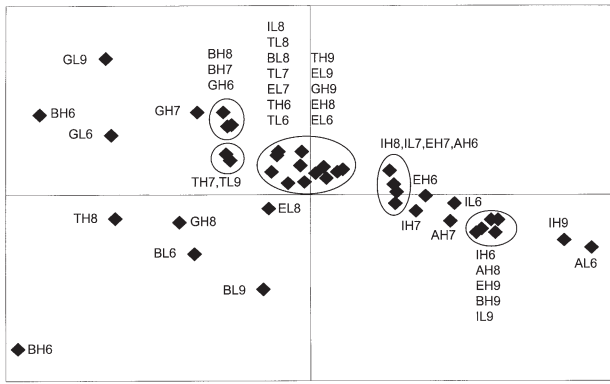 IL8
TL8
BL8
TL7
EL7
TH6
TL6
TH9
EL9
GH9
EH8
EL6
BH8
BH7
GH6
GL9
BH6
GL6
GH7
TH7,TL9
IH8,IL7,EH7,AH6
EH6
IL6
IH7
AH7
IH6
AH8
EH9
BH9
IL9
IH9
AL6
EL8
TH8
GH8
BL6
BL9
BH6